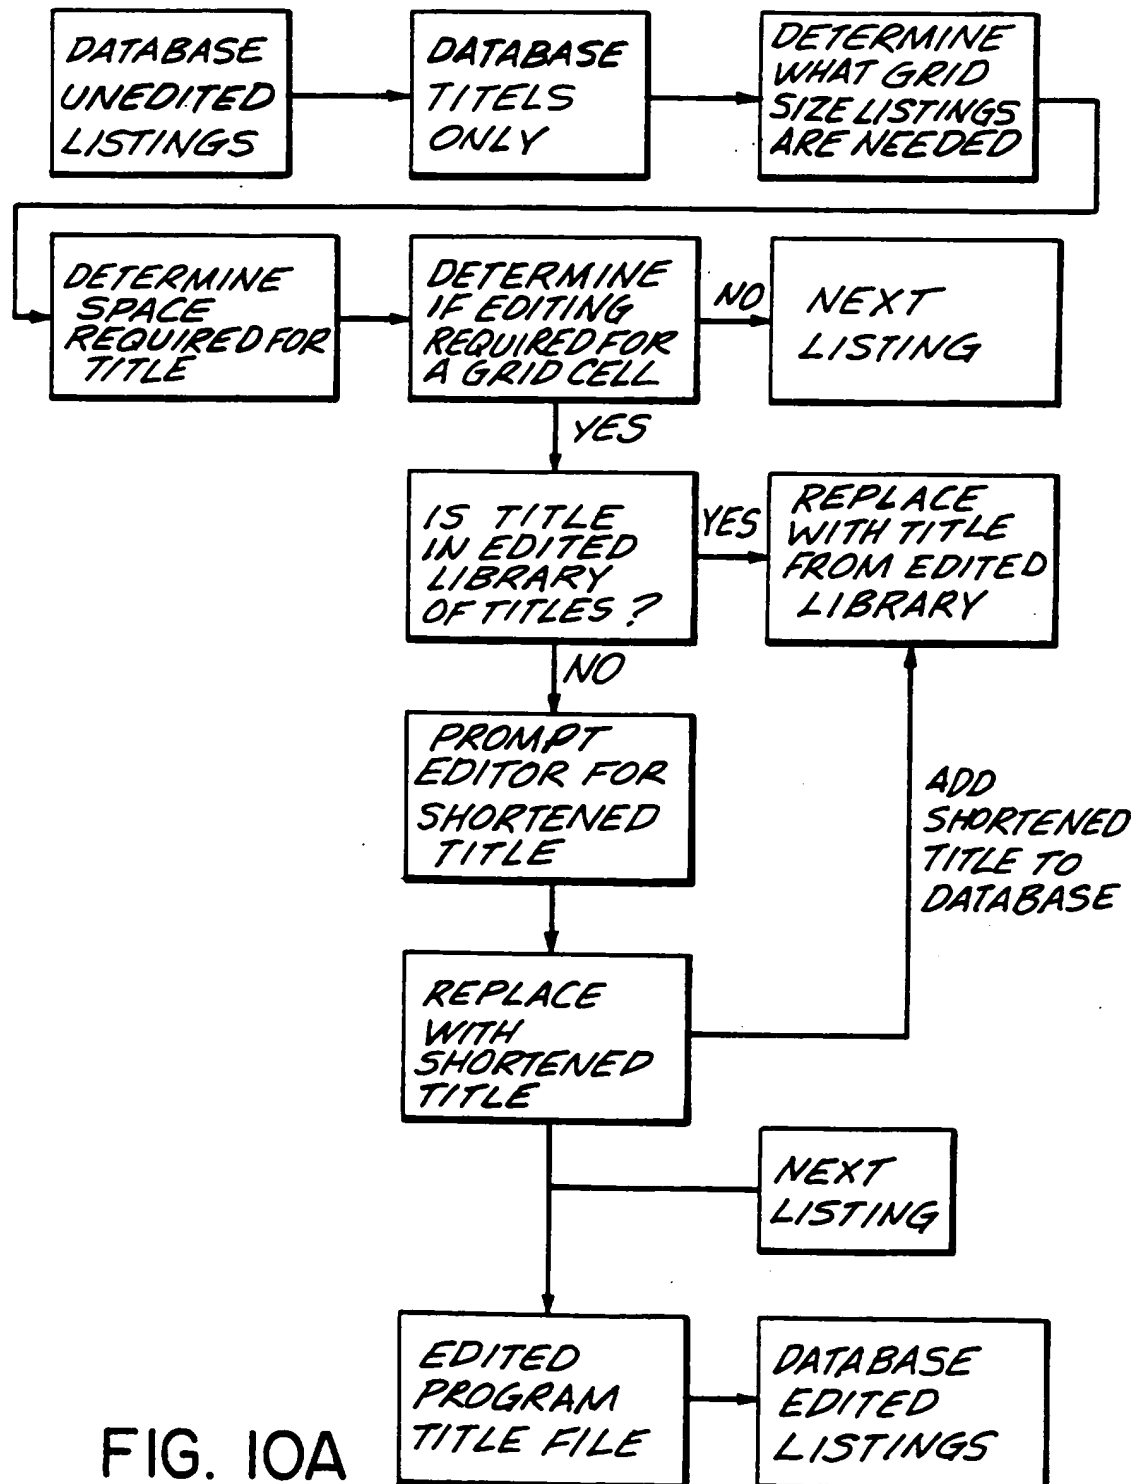 DATABASE
UNEDITED
LISTINGS
DATABASE
TITELS
ONLY
DETERMINE
WHAT GRID
SIZE LISTINGS
ARE NEEDED
DETERMINE
SPACE
REQUIRED FOR
TITLE
DETERMINE
IF EDITING
REQUIRED FOR
A GRID CELL
NO
NEXT
LISTING
YES
IS TITLE
IN EDITED
LIBRARY
OF TITLES?
YES
REPLACE
WITH TITLE
FROM EDITED
LIBRARY
NO
PROMPT
EDITOR FOR
SHORTENED
TITLE
ADD
SHORTENED
TITLE TO
DATABASE
REPLACE
WITH
SHORTENED
TITLE
NEXT
LISTING
EDITED
PROGRAM
TITLE FILE
DATABASE
EDITED
LISTINGS
FIG. 10A